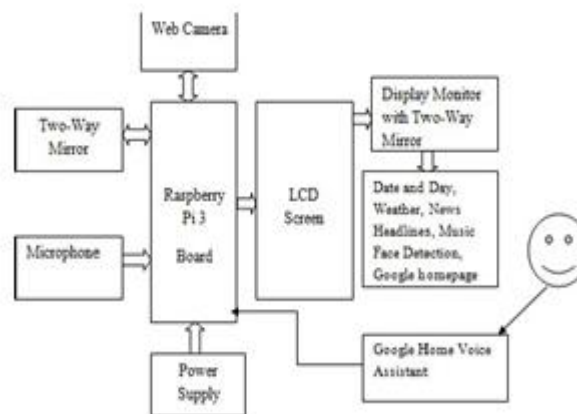 Web Camera
Two-Way
Mirror
Microphone
Raspberry
Pi 3
Board
Power
Supply
LCD
Screen
Display Monitor
with Two-Way
Mirror
Date and Day,
Weather, News
Headlines, Music
Face Detection,
Google homepage
Google Home Voice
Assistant